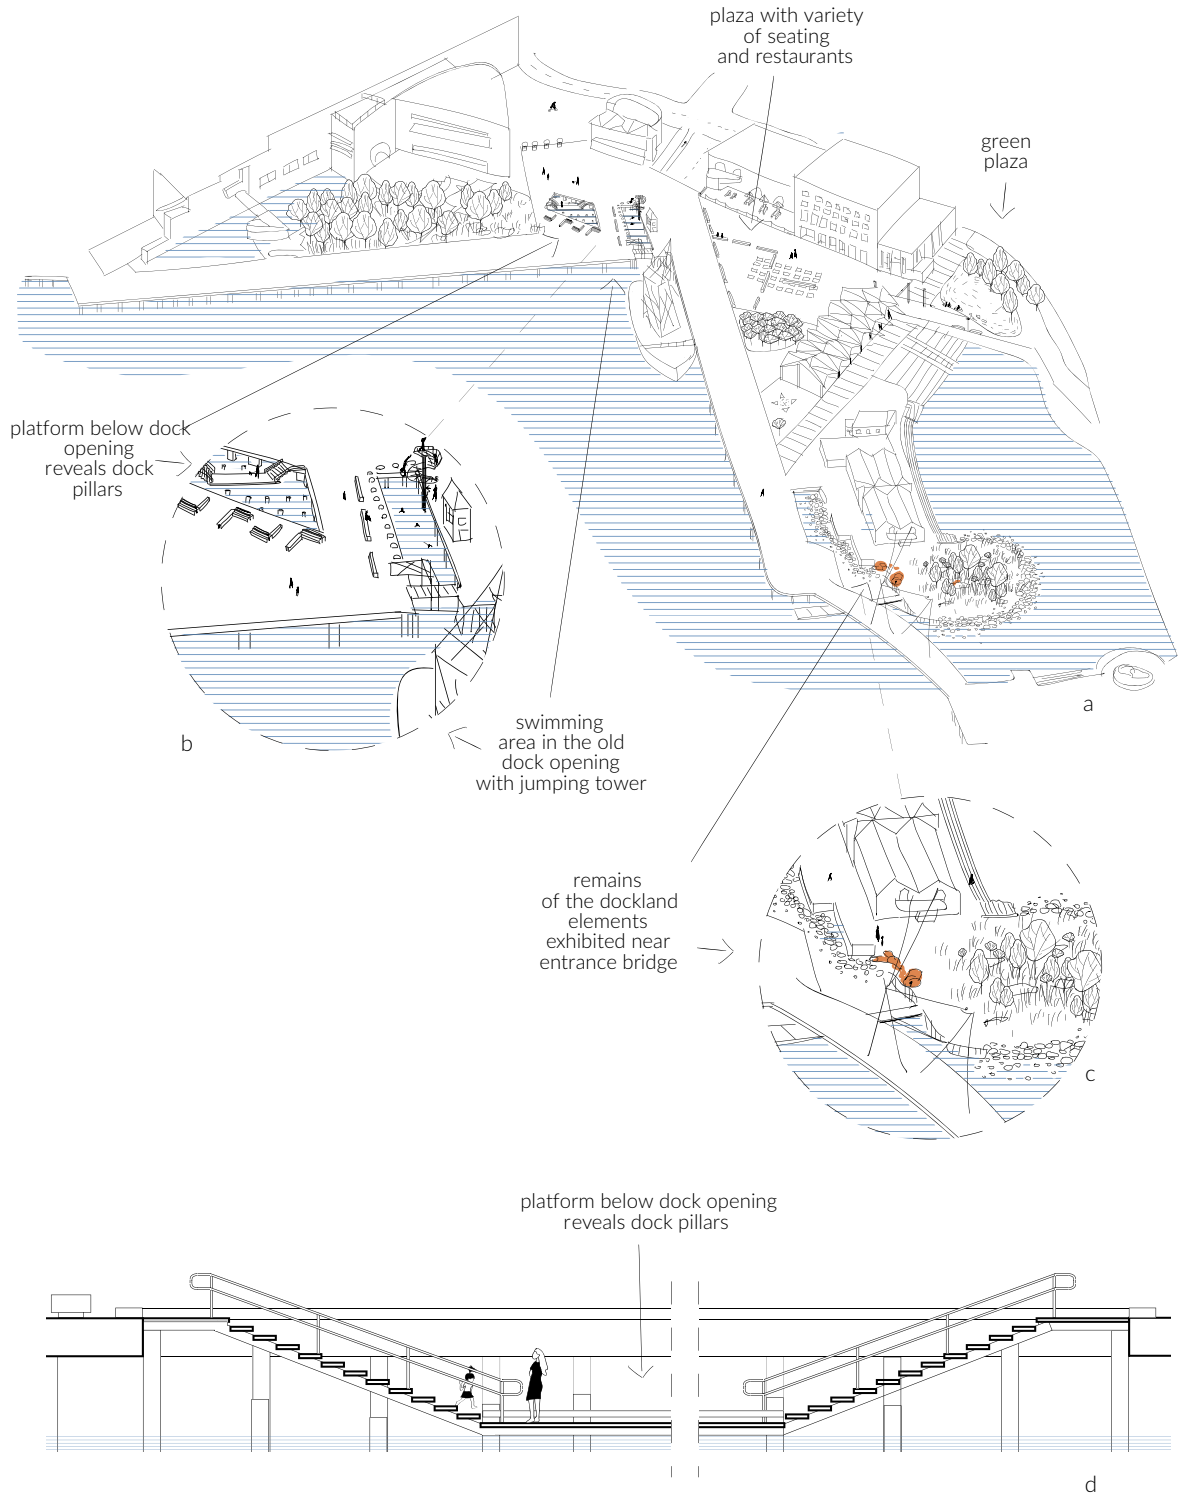 plaza with variety
of seating
and restaurants
green
plaza
platform below dock
opening
reveals dock
pillars
a
b
swimming
area in the old
dock opening
with jumping tower
remains
of the dockland
elements
exhibited near
entrance bridge
c
platform below dock opening
reveals dock pillars
d